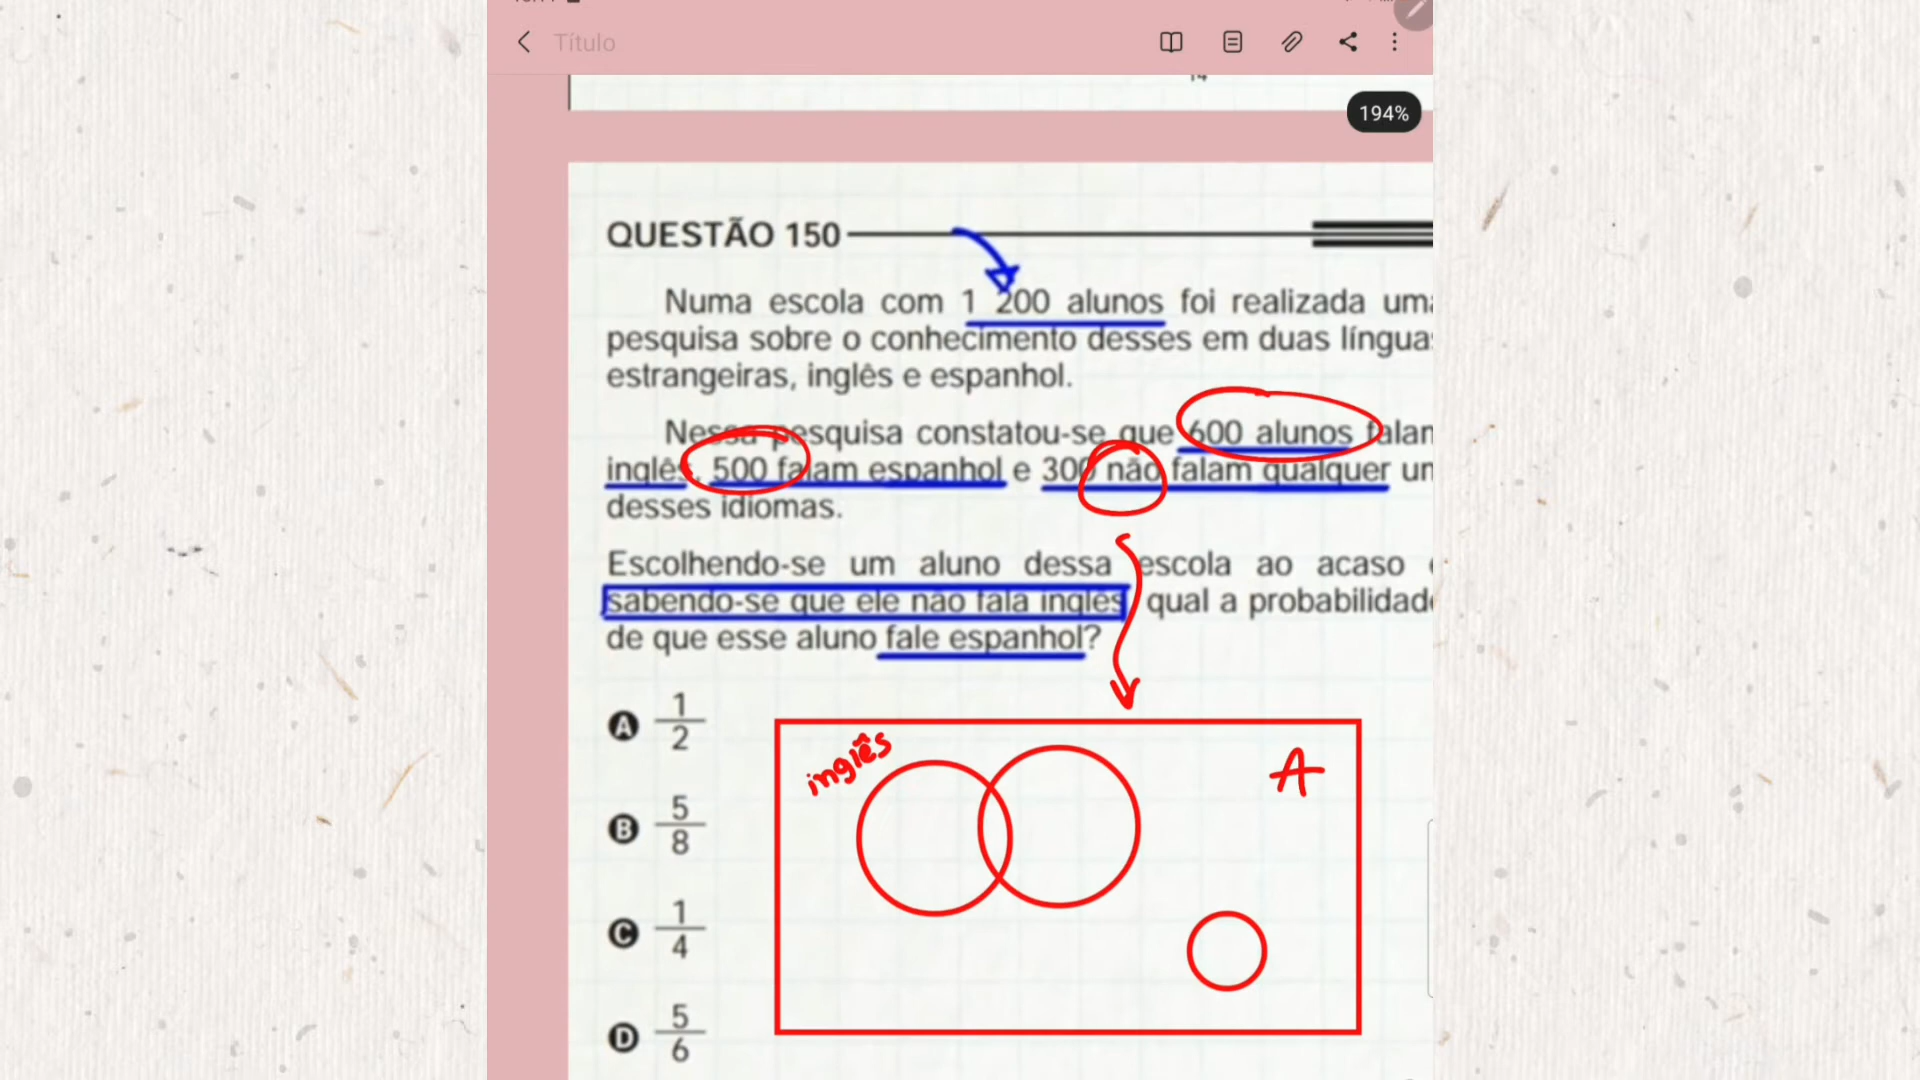 Título
194%
QUESTÃO 150
Numa escola com 1 200 alunos foi realizada uma
pesquisa sobre o conhecimento desses em duas línguas
estrangeiras, inglês e espanhol.
Nessa pesquisa constatou-se que 600 alunos falam
inglês, 500 falam espanhol e 300 não falam qualquer um
desses idiomas.
Escolhendo-se um aluno dessa escola ao acaso
sabendo-se que ele não fala inglês qual a probabilidade
de que esse aluno fale espanhol?
A 1/2
B 5/8
C 1/4
D 5/6
inglês
A